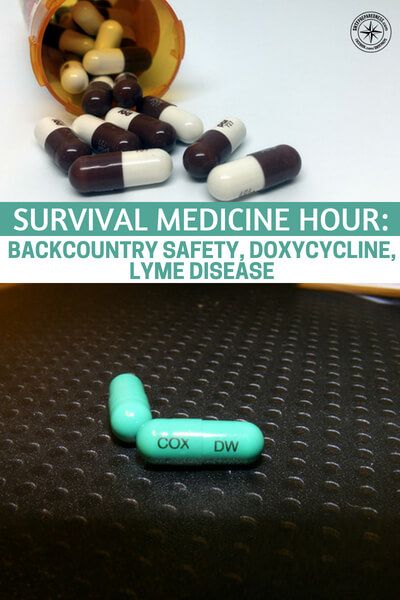 SURVIVAL MEDICINE HOUR:
BACKCOUNTRY SAFETY, DOXYCYCLINE,
LYME DISEASE
COX DW